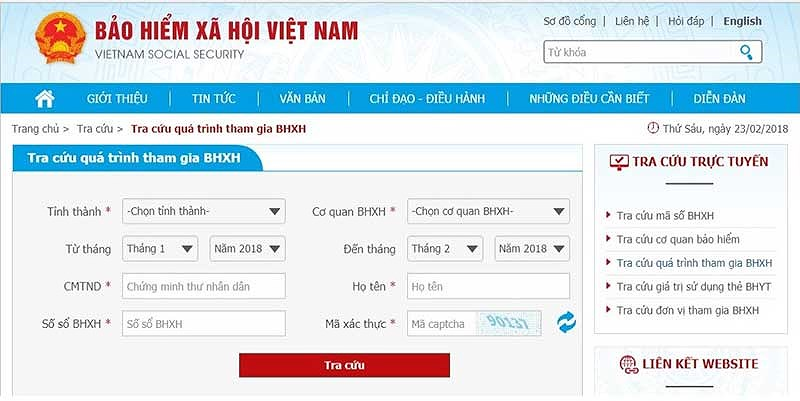 BẢO HIỂM XÃ HỘI VIỆT NAM
VIETNAM SOCIAL SECURITY
Sơ đồ cổng | Liên hệ | Hỏi đáp | English
Từ khóa
GIỚI THIỆU | TIN TỨC | VĂN BẢN | CHỈ ĐẠO - ĐIỀU HÀNH | NHỮNG ĐIỀU CẦN BIẾT | DIỄN ĐÀN
Trang chủ > Tra cứu > Tra cứu quá trình tham gia BHXH
Thứ Sáu, ngày 23/02/2018
Tra cứu quá trình tham gia BHXH
Tỉnh thành * -Chọn tỉnh thành- Cơ quan BHXH * -Chọn cơ quan BHXH-
Từ tháng Tháng 1 Năm 2018 Đến tháng Tháng 2 Năm 2018
CMTND * Chứng minh thư nhân dân Họ tên * Họ tên
Số sổ BHXH * Số sổ BHXH Mã xác thực * Mã captcha 90137
Tra cứu
TRA CỨU TRỰC TUYẾN
Tra cứu mã số BHXH
Tra cứu cơ quan bảo hiểm
Tra cứu quá trình tham gia BHXH
Tra cứu giá trị sử dụng thẻ BHYT
Tra cứu đơn vị tham gia BHXH
LIÊN KẾT WEBSITE